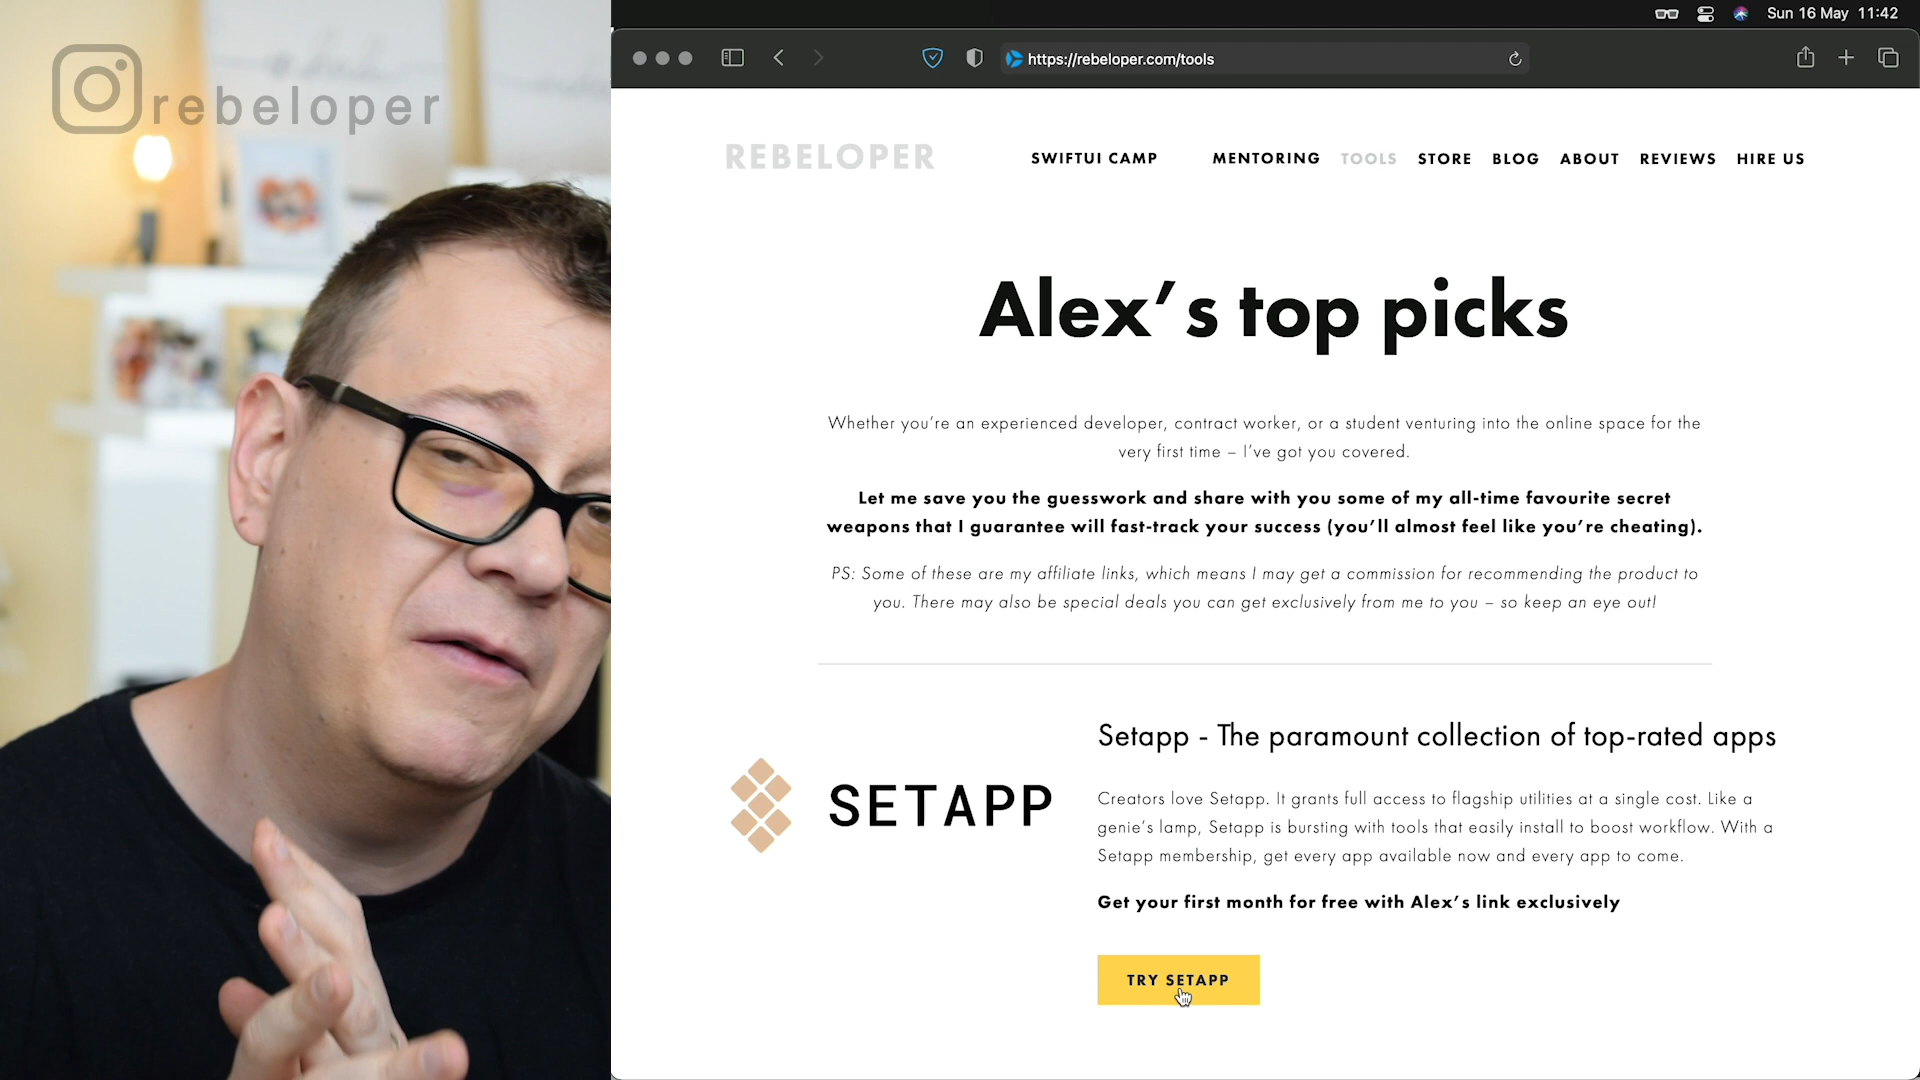 rebeloper
Sun 16 May 11:42
https://rebeloper.com/tools
REBELOPER
SWIFTUI CAMP
MENTORING
TOOLS
STORE
BLOG
ABOUT
REVIEWS
HIRE US
Alex’s top picks
Whether you’re an experienced developer, contract worker, or a student venturing into the online space for the
very first time – I’ve got you covered.
Let me save you the guesswork and share with you some of my all-time favourite secret
weapons that I guarantee will fast-track your success (you’ll almost feel like you’re cheating).
PS: Some of these are my affiliate links, which means I may get a commission for recommending the product to
you. There may also be special deals you can get exclusively from me to you – so keep an eye out!
SETAPP
Setapp - The paramount collection of top-rated apps
Creators love Setapp. It grants full access to flagship utilities at a single cost. Like a
genie’s lamp, Setapp is bursting with tools that easily install to boost workflow. With a
Setapp membership, get every app available now and every app to come.
Get your first month for free with Alex’s link exclusively
TRY SETAPP